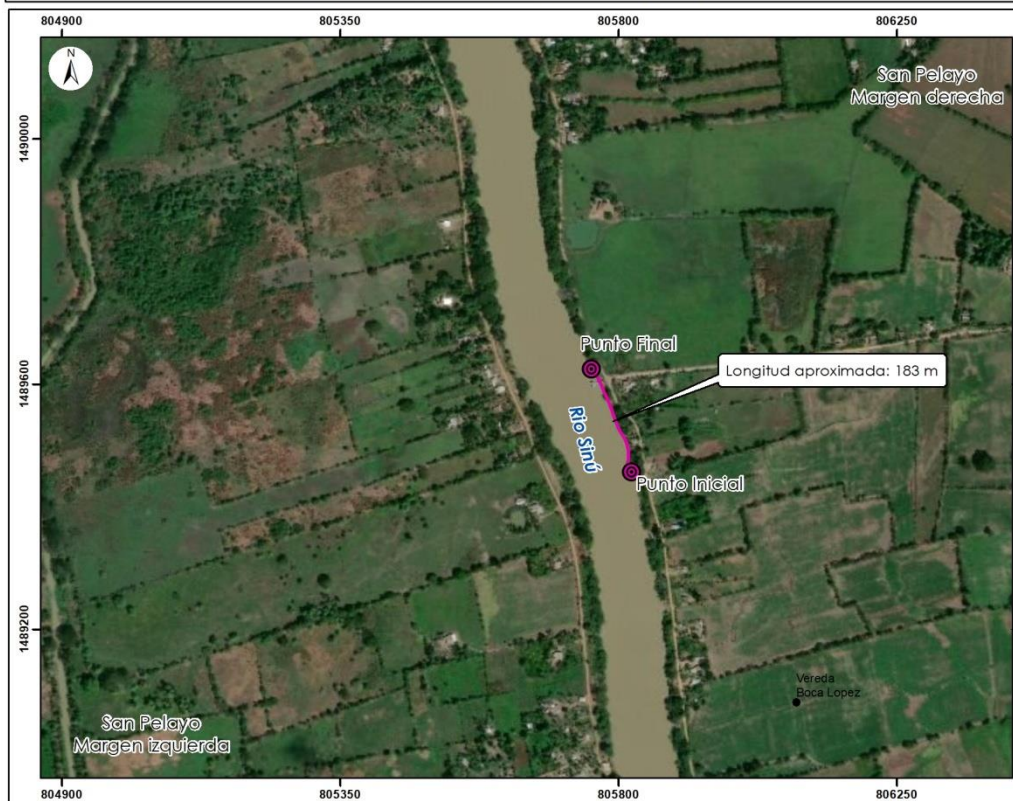 804900 805350 805800 806250
N
San Pelayo
Margen derecha
1490000
Punto Final
Longitud aproximada: 183 m
1489600
Rio Sinú
Punto Inicial
1489200
Vereda
Boca Lopez
San Pelayo
Margen izquierda
804900 805350 805800 806250